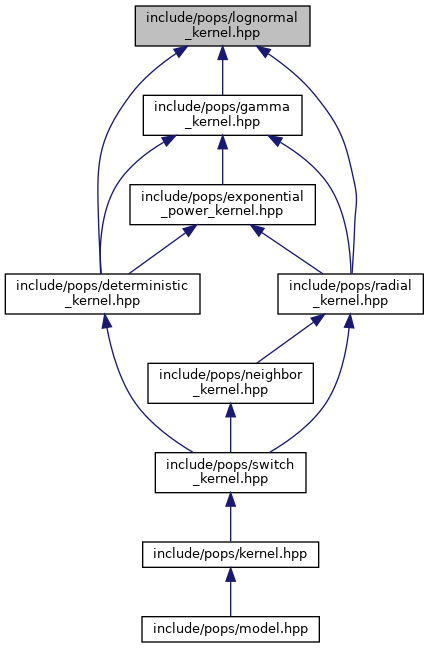 include/pops/lognormal
_kernel.hpp
include/pops/gamma
_kernel.hpp
include/pops/exponential
_power_kernel.hpp
include/pops/deterministic
_kernel.hpp
include/pops/radial
_kernel.hpp
include/pops/neighbor
_kernel.hpp
include/pops/switch
_kernel.hpp
include/pops/kernel.hpp
include/pops/model.hpp